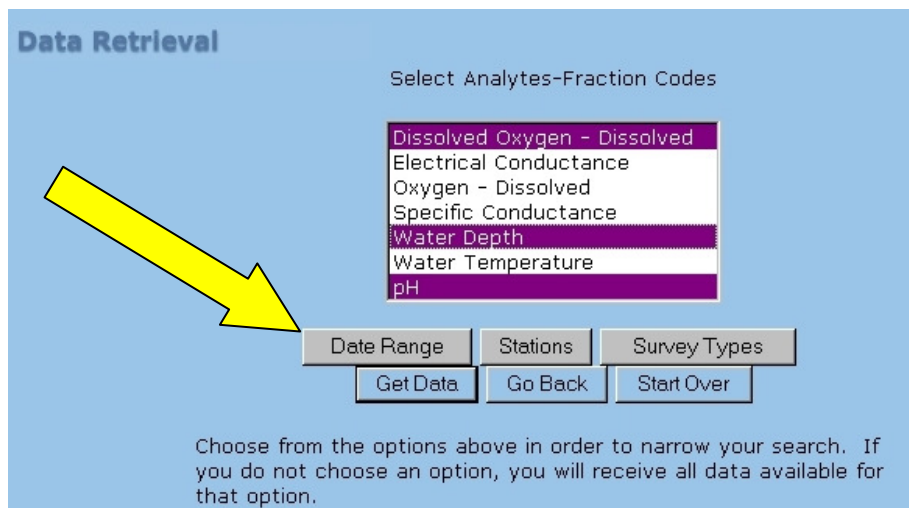 Data Retrieval
Select Analytes-Fraction Codes
Dissolved Oxygen - Dissolved
Electrical Conductance
Oxygen - Dissolved
Specific Conductance
Water Depth
Water Temperature
pH
Date Range Stations Survey Types
Get Data Go Back Start Over
Choose from the options above in order to narrow your search. If
you do not choose an option, you will receive all data available for
that option.